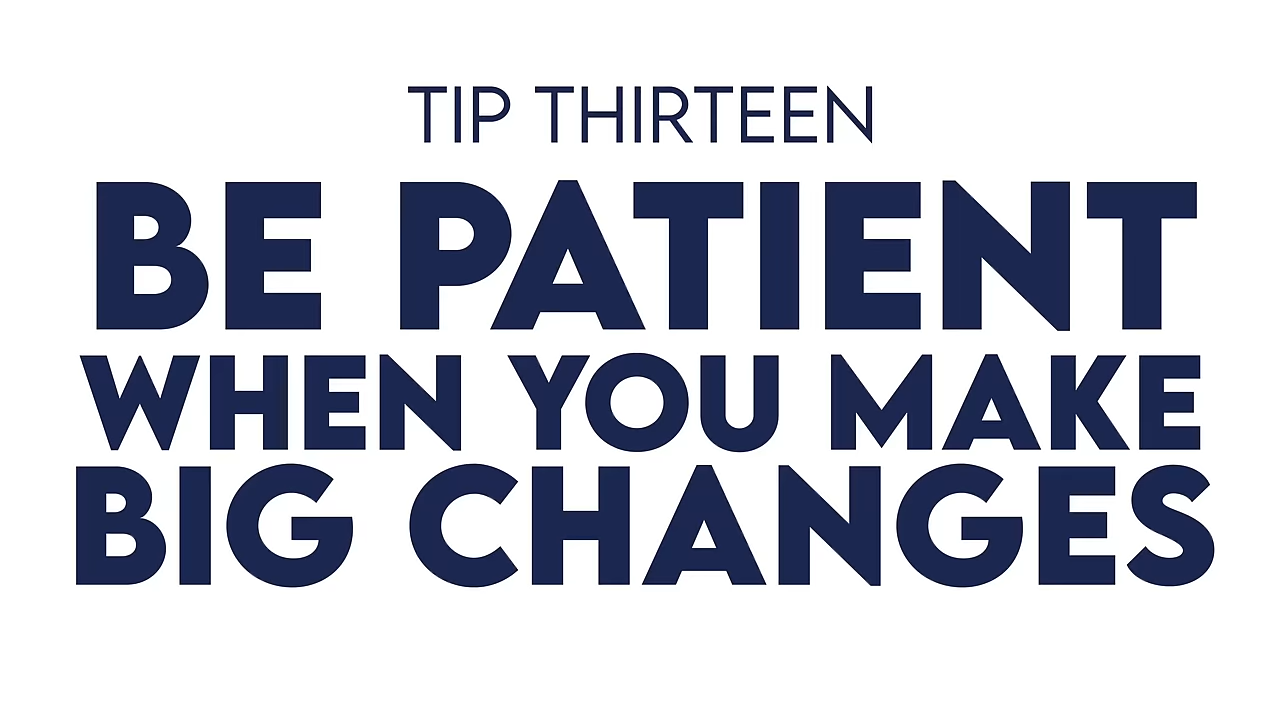 TIP THIRTEEN
BE PATIENT
WHEN YOU MAKE
BIG CHANGES